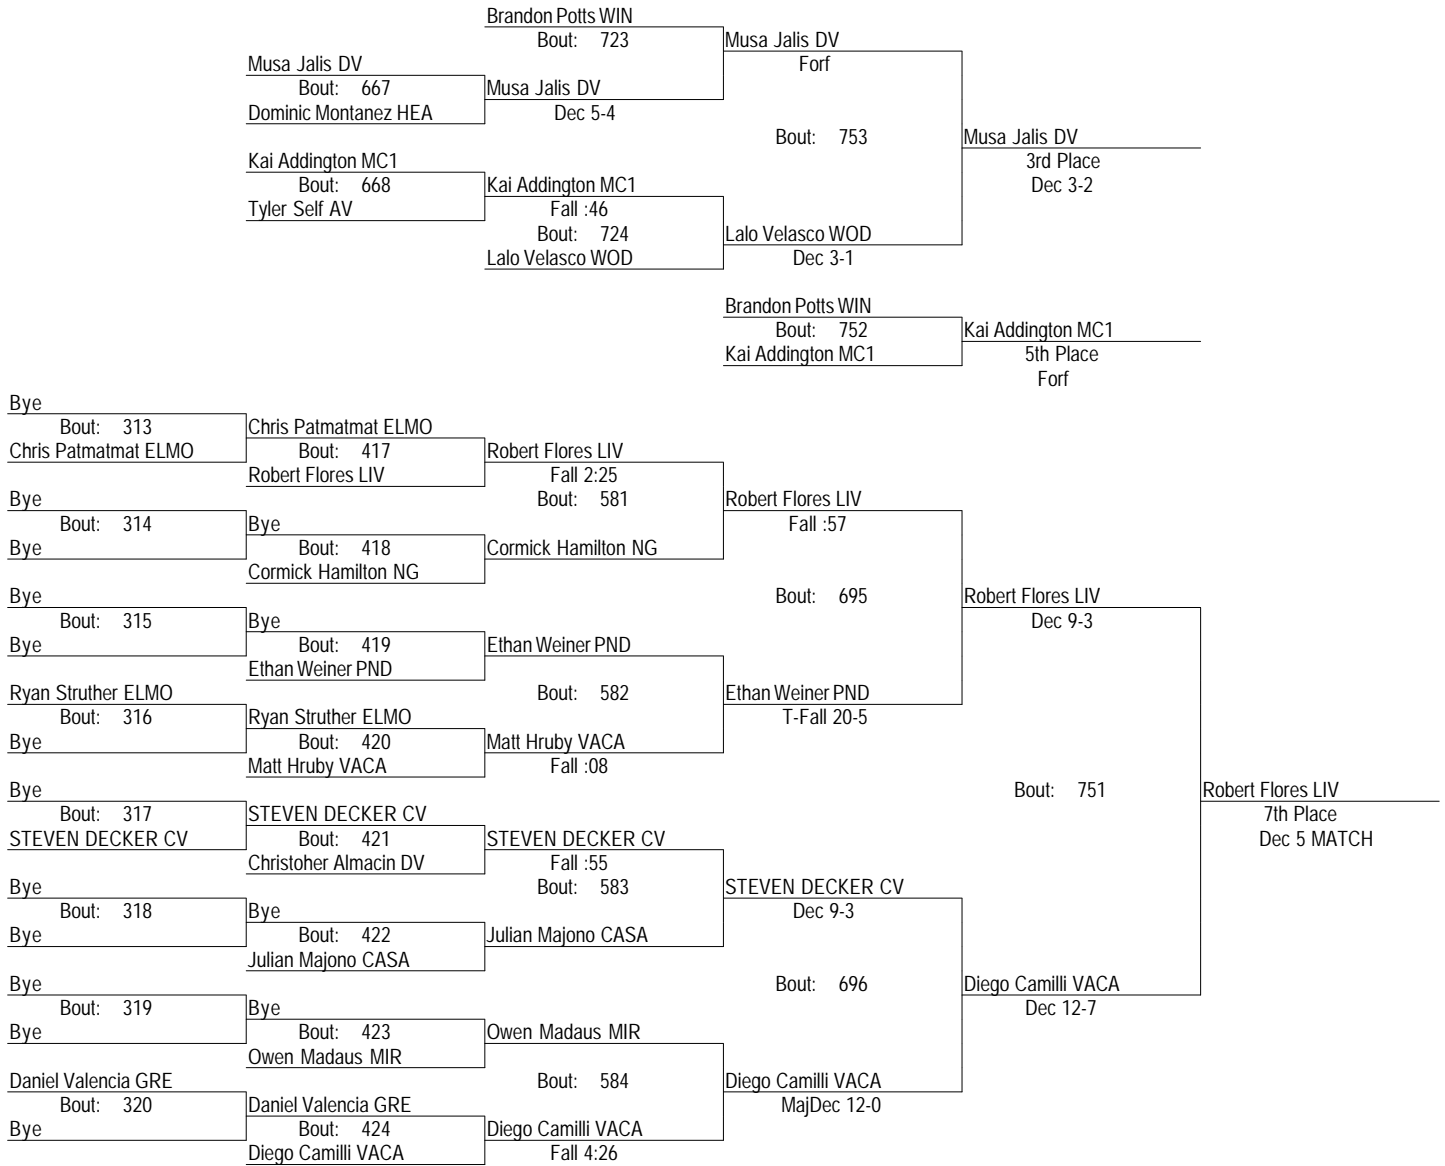 Brandon Potts WIN
Bout: 723
Musa Jalis DV
Forf
Musa Jalis DV
Bout: 667
Musa Jalis DV
Dominic Montanez HEA
Dec 5-4
Bout: 753
Musa Jalis DV
3rd Place
Dec 3-2
Kai Addington MC1
Bout: 668
Kai Addington MC1
Tyler Self AV
Fall :46
Bout: 724
Lalo Velasco WOD
Lalo Velasco WOD
Dec 3-1
Brandon Potts WIN
Bout: 752
Kai Addington MC1
Kai Addington MC1
5th Place
Forf
Bye
Bout: 313
Chris Patmatmat ELMO
Chris Patmatmat ELMO
Bout: 417
Robert Flores LIV
Robert Flores LIV
Fall 2:25
Bout: 581
Robert Flores LIV
Fall :57
Bye
Bout: 314
Bye
Bye
Bout: 418
Cormick Hamilton NG
Cormick Hamilton NG
Bout: 695
Robert Flores LIV
Dec 9-3
Bye
Bout: 315
Bye
Bye
Bout: 419
Ethan Weiner PND
Ethan Weiner PND
Bout: 582
Ethan Weiner PND
T-Fall 20-5
Ryan Struther ELMO
Bout: 316
Bye
Ryan Struther ELMO
Bout: 420
Matt Hruby VACA
Matt Hruby VACA
Fall :08
Bout: 751
Robert Flores LIV
7th Place
Dec 5 MATCH
Bye
Bout: 317
STEVEN DECKER CV
STEVEN DECKER CV
Bout: 421
Christoher Almacin DV
STEVEN DECKER CV
Fall :55
Bout: 583
STEVEN DECKER CV
Dec 9-3
Bye
Bout: 318
Bye
Bye
Bout: 422
Julian Majono CASA
Julian Majono CASA
Bout: 696
Diego Camilli VACA
Dec 12-7
Bye
Bout: 319
Bye
Bye
Bout: 423
Owen Madaus MIR
Owen Madaus MIR
Bout: 584
Diego Camilli VACA
MajDec 12-0
Daniel Valencia GRE
Bout: 320
Bye
Daniel Valencia GRE
Bout: 424
Diego Camilli VACA
Diego Camilli VACA
Fall 4:26